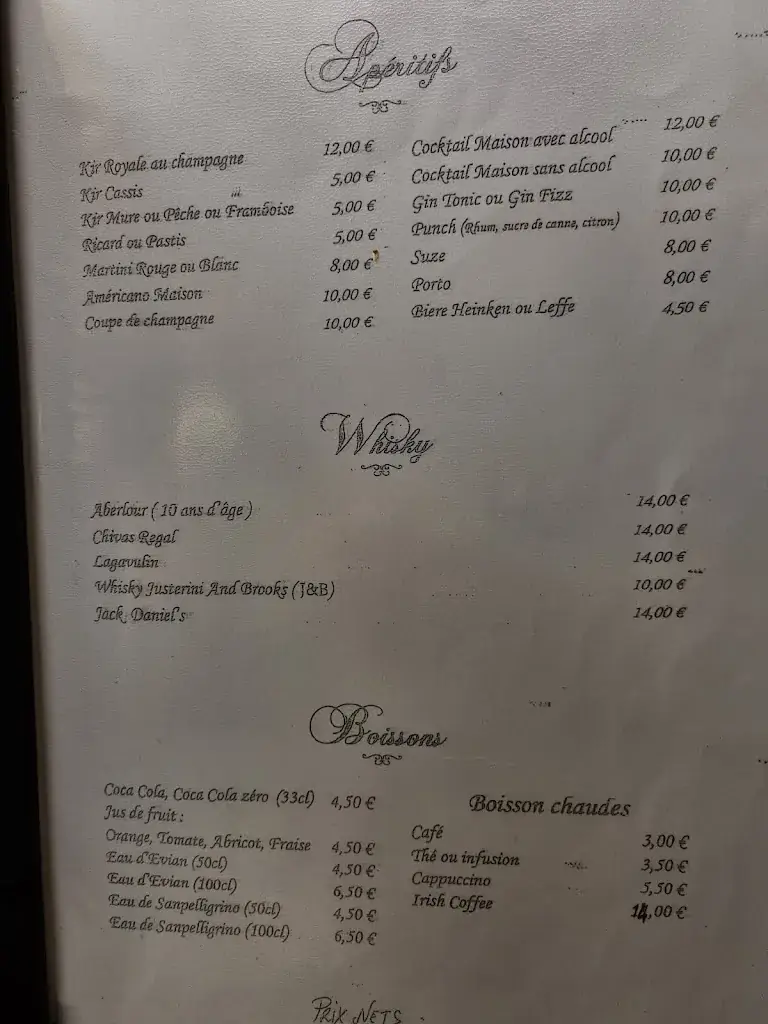 Apéritifs
Kir Royale au champagne 12,00 €
Kir Cassis 5,00 €
Kir Mure ou Pêche ou Framboise 5,00 €
Ricard ou Pastis 5,00 €
Martini Rouge ou Blanc 8,00 €
Américano Maison 10,00 €
Coupe de champagne 10,00 €
Cocktail Maison avec alcool 12,00 €
Cocktail Maison sans alcool 10,00 €
Gin Tonic ou Gin Fizz 10,00 €
Punch (Rhum, sucre de canne, citron) 10,00 €
Suze 8,00 €
Porto 8,00 €
Biere Heinken ou Leffe 4,50 €
Whisky
Aberlour ( 10 ans d'âge ) 14,00 €
Chivas Regal 14,00 €
Lagavulin 14,00 €
Whisky Justerini And Brooks (J&B) 10,00 €
Jack Daniel's 14,00 €
Boissons
Coca Cola, Coca Cola zéro (33cl) 4,50 €
Jus de fruit :
Orange, Tomate, Abricot, Fraise 4,50 €
Eau d'Evian (50cl) 4,50 €
Eau d'Evian (100cl) 6,50 €
Eau de Sanpelligrino (50cl) 4,50 €
Eau de Sanpelligrino (100cl) 6,50 €
Boisson chaudes
Café 3,00 €
Thé ou infusion 3,50 €
Cappuccino 5,50 €
Irish Coffee 14,00 €
PRIX NETS